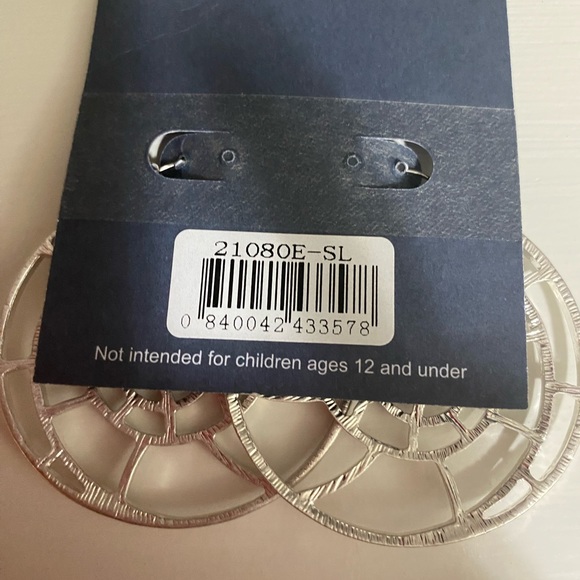 21080E-SL
0 840042 433578
Not intended for children ages 12 and under